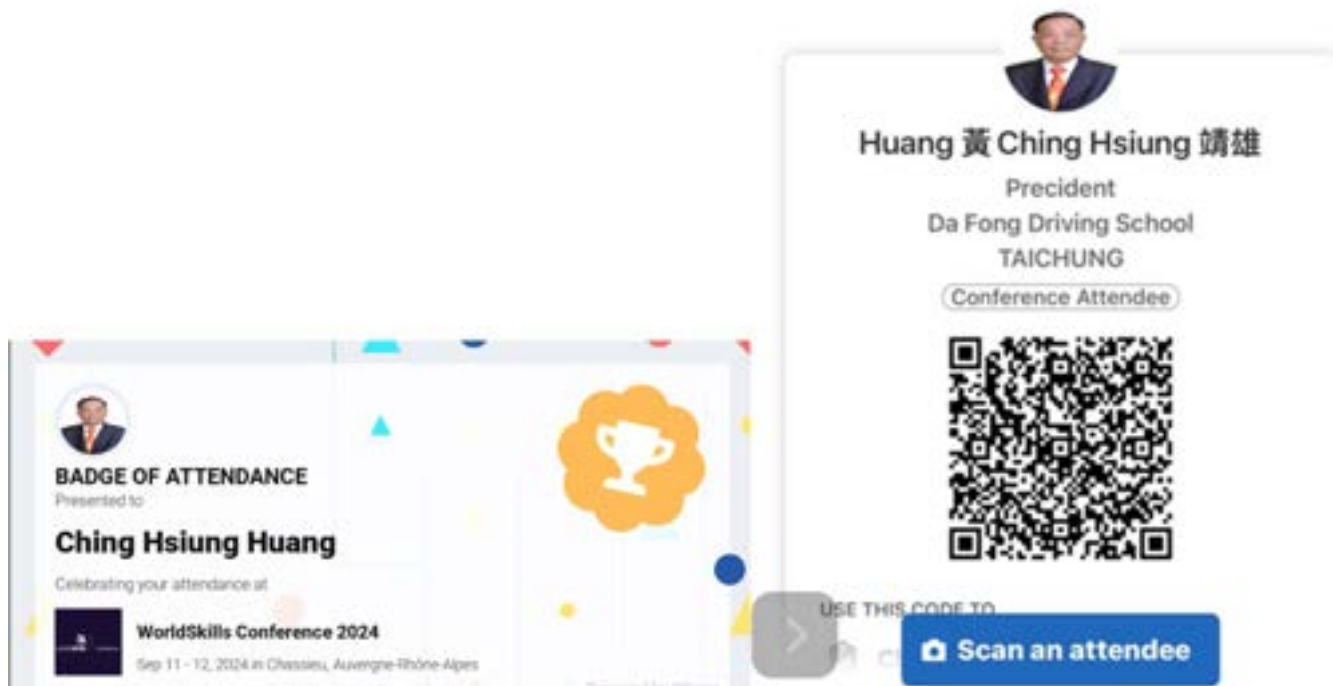 BADGE OF ATTENDANCE
Presented to
Ching Hsiung Huang
Celebrating your attendance at
WorldSkills Conference 2024
Sep 11 - 12, 2024 in Chassieu, Auvergne-Rhône-Alpes
Huang 黃 Ching Hsiung 靖雄
Precident
Da Fong Driving School
TAICHUNG
Conference Attendee
USE THIS CODE TO
Scan an attendee